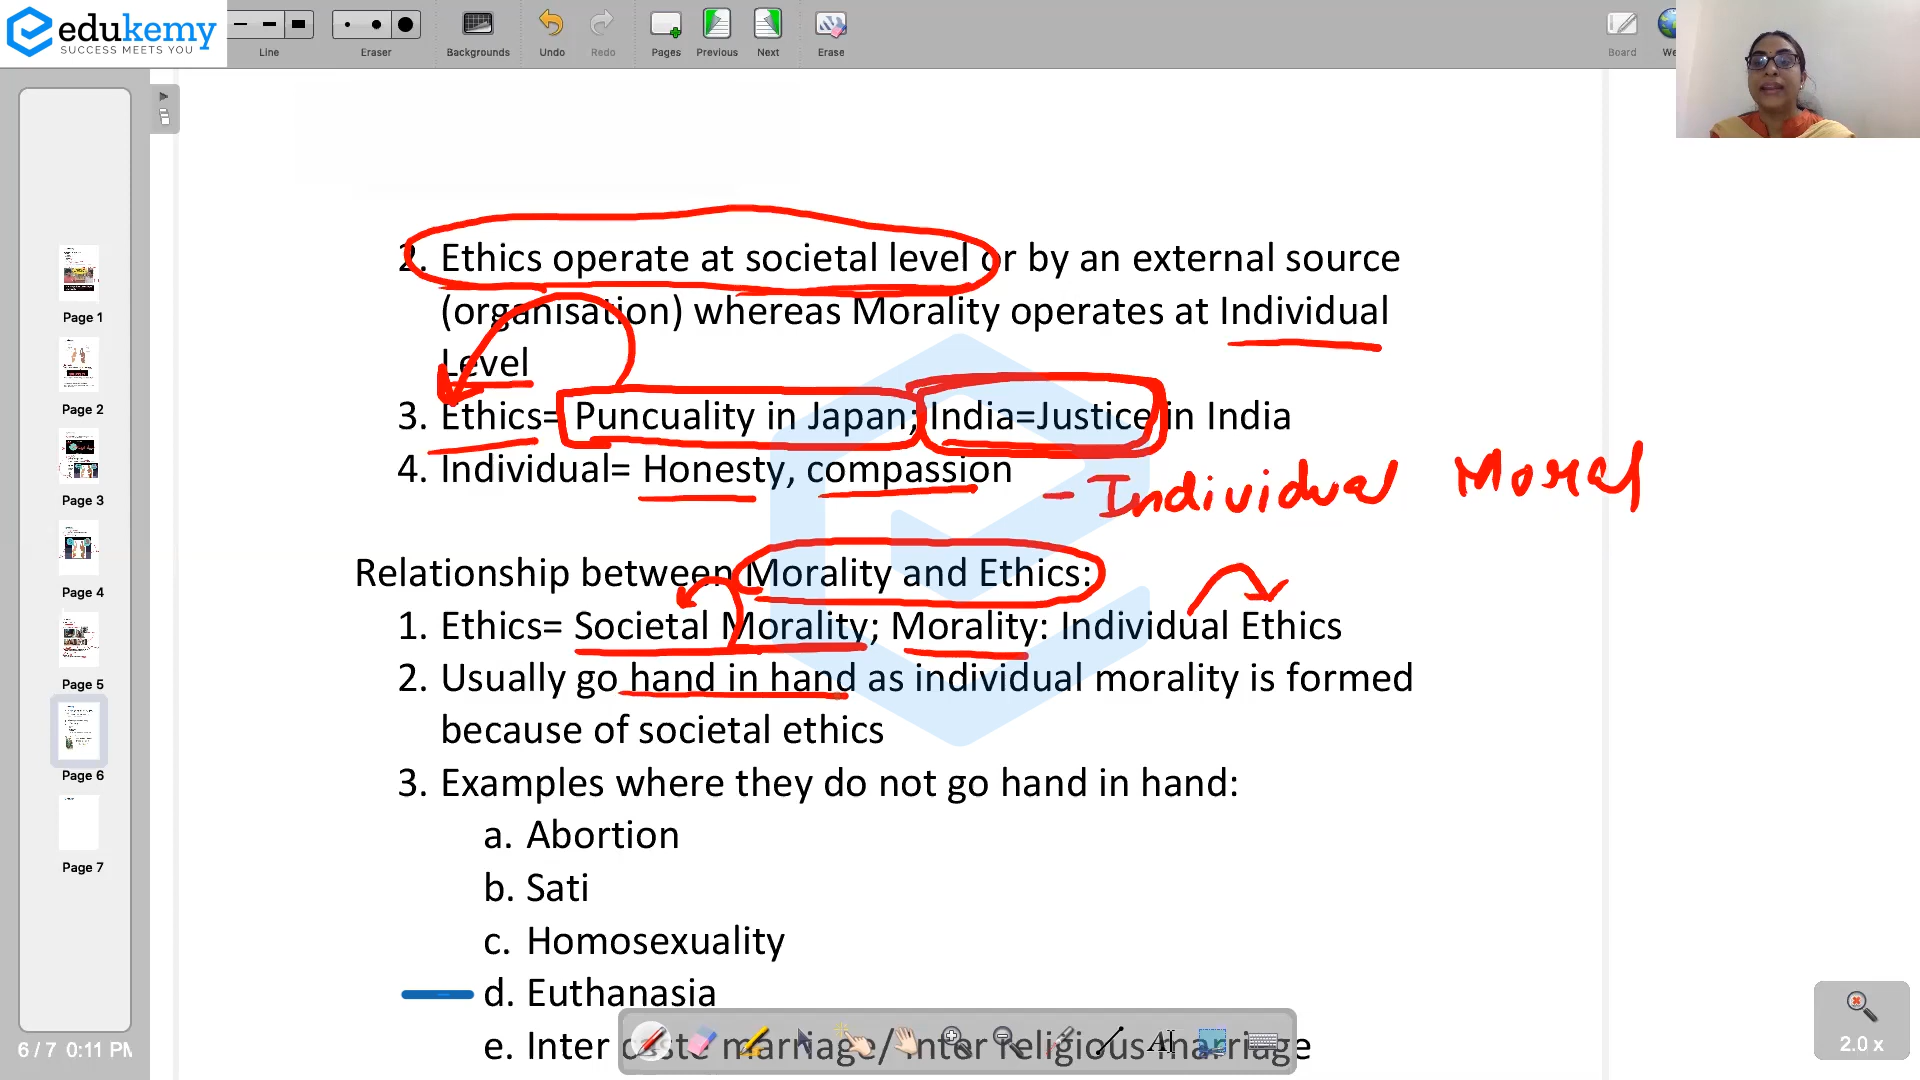 edukemy
SUCCESS MEETS YOU
Line
Eraser
Backgrounds
Undo
Redo
Pages
Previous
Next
Erase
Board
2. Ethics operate at societal level or by an external source
(organisation) whereas Morality operates at Individual
Level
3. Ethics= Puncuality in Japan; India=Justice in India
4. Individual= Honesty, compassion
- Individual Moral
Relationship between Morality and Ethics:
1. Ethics= Societal Morality; Morality: Individual Ethics
2. Usually go hand in hand as individual morality is formed
because of societal ethics
3. Examples where they do not go hand in hand:
a. Abortion
b. Sati
c. Homosexuality
d. Euthanasia
e. Inter caste marriage/ Inter religious marriage
Page 1
Page 2
Page 3
Page 4
Page 5
Page 6
Page 7
6 / 7 0:11 PM
2.0 x